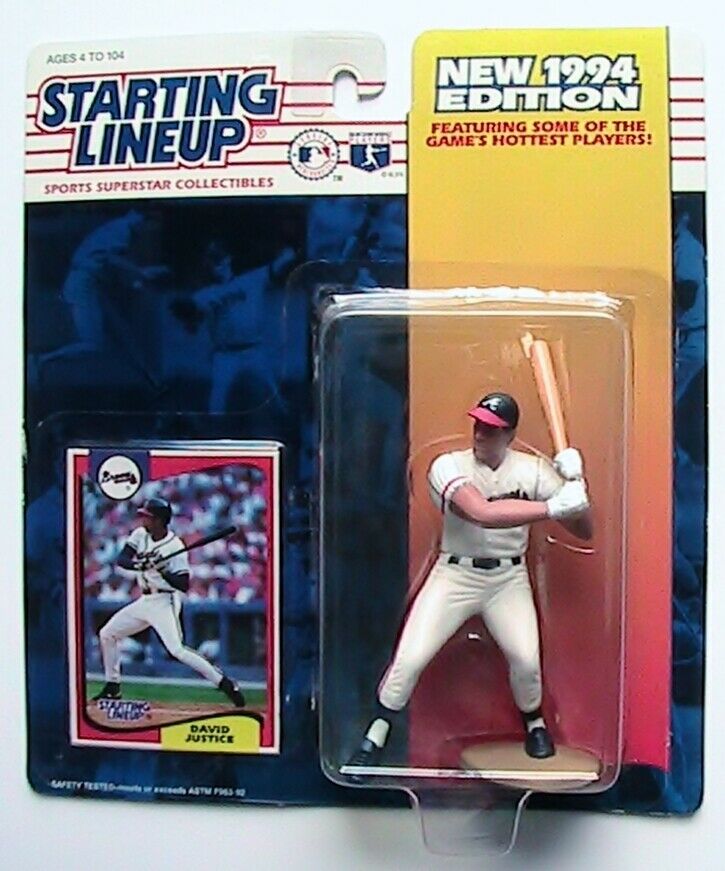 AGES 4 TO 104
STARTING
LINEUP®
SPORTS SUPERSTAR COLLECTIBLES
TM
NEW 1994
EDITION
FEATURING SOME OF THE
GAME'S HOTTEST PLAYERS!
Braves
A
STARTING
LINEUP
DAVID
JUSTICE
SAFETY TESTED-meets or exceeds ASTM F963-92